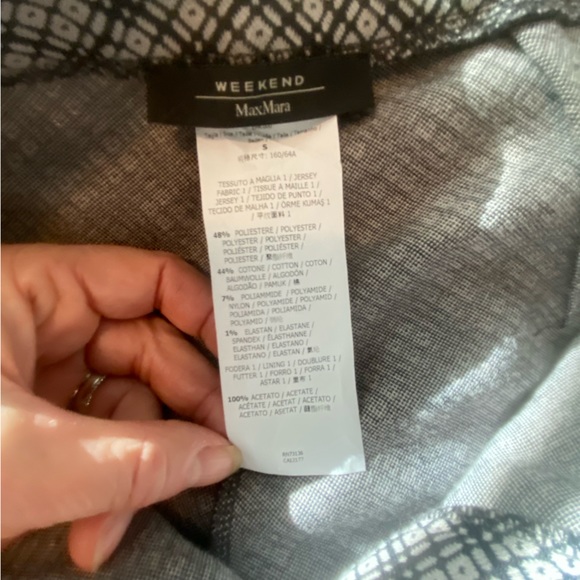 WEEKEND
MaxMara
S
160/64A
TESSUTO A MAGLIA 1 / JERSEY
FABRIC 1 / TISSUE A MAILLE 1 /
JERSEY 1 / TEJIDO DE PUNTO 1 /
TECIDO DE MALHA 1 / ÖRME KUMAŞ 1
48% POLIESTERE / POLYESTER /
POLYESTER / POLYESTER /
POLIÉSTER / POLIÉSTER /
POLIESTER /
44% COTONE / COTTON / COTON /
BAUMWOLLE / ALGODÓN /
ALGODÃO / PAMUK / 棉
7% POLIAMMIDE / POLYAMIDE /
NYLON / POLYAMIDE / POLYAMID /
POLIAMIDA / POLIAMIDA /
POLYAMID /
1% ELASTAN / ELASTANE /
SPANDEX / ÉLASTHANNE /
ELASTHAN / ELASTANO /
ELASTANO / ELASTAN /
FODERA 1 / LINING 1 / DOUBLURE 1 /
FUTTER 1 / FORRO 1 / FORRA 1 /
ASTAR 1 /
100% ACETATO / ACETATE /
ACÉTATE / ACETAT / ACETATO /
ACETATO / ASETAT /